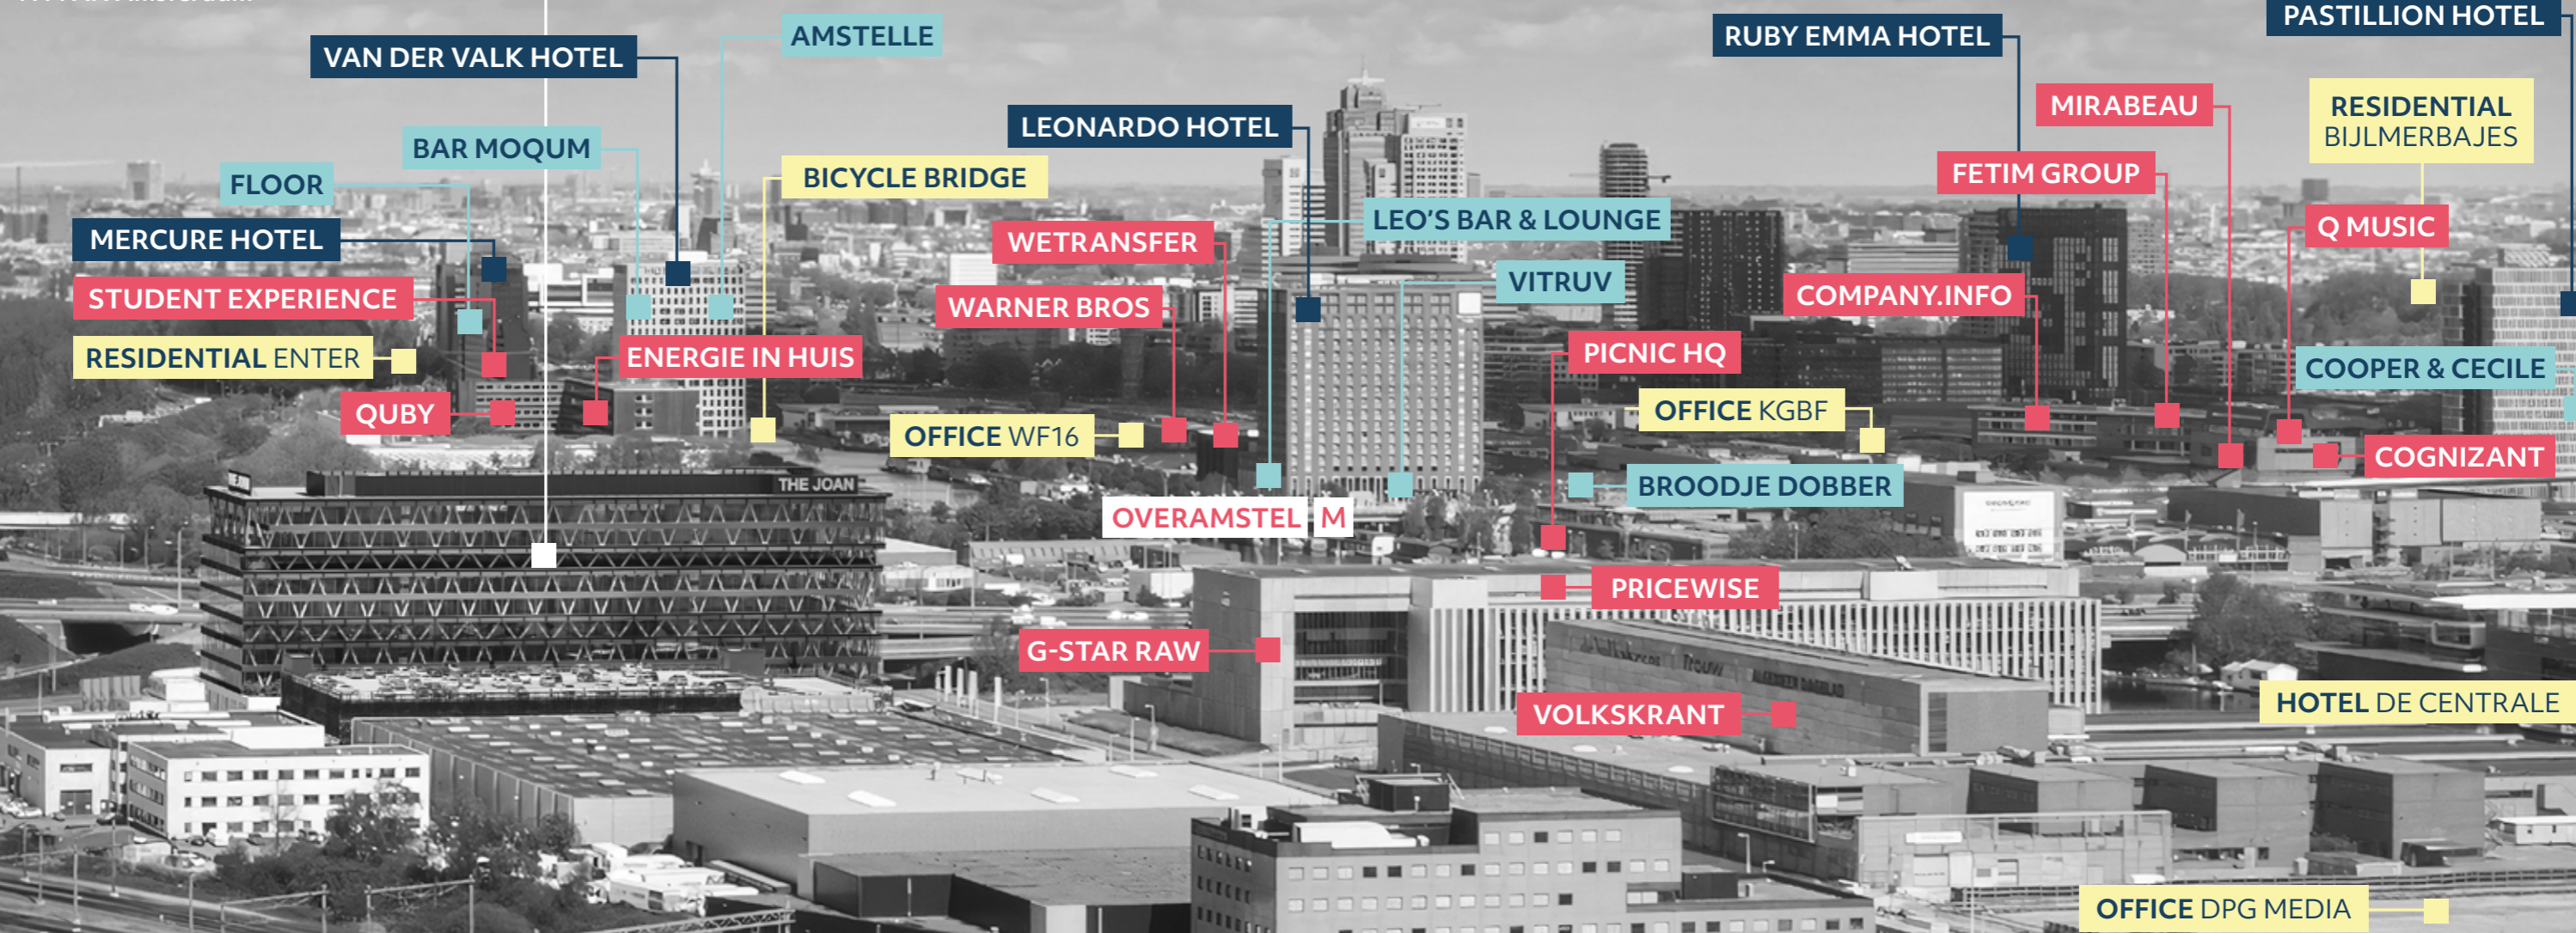 PASTILLION HOTEL
AMSTELLE
RUBY EMMA HOTEL
VAN DER VALK HOTEL
MIRABEAU
RESIDENTIAL
BIJLMERBAJES
LEONARDO HOTEL
BAR MOQUM
FETIM GROUP
BICYCLE BRIDGE
FLOOR
LEO'S BAR & LOUNGE
Q MUSIC
MERCURE HOTEL
WETRANSFER
VITRUV
COMPANY.INFO
STUDENT EXPERIENCE
WARNER BROS
PICNIC HQ
RESIDENTIAL ENTER
ENERGIE IN HUIS
COOPER & CECILE
OFFICE KGBF
QUBY
OFFICE WF16
COGNIZANT
THE JOAN
BROODJE DOBBER
OVERAMSTEL M
PRICEWISE
G-STAR RAW
Trouw
ALGEMEEN DAGBLAD
VOLKSKRANT
HOTEL DE CENTRALE
OFFICE DPG MEDIA